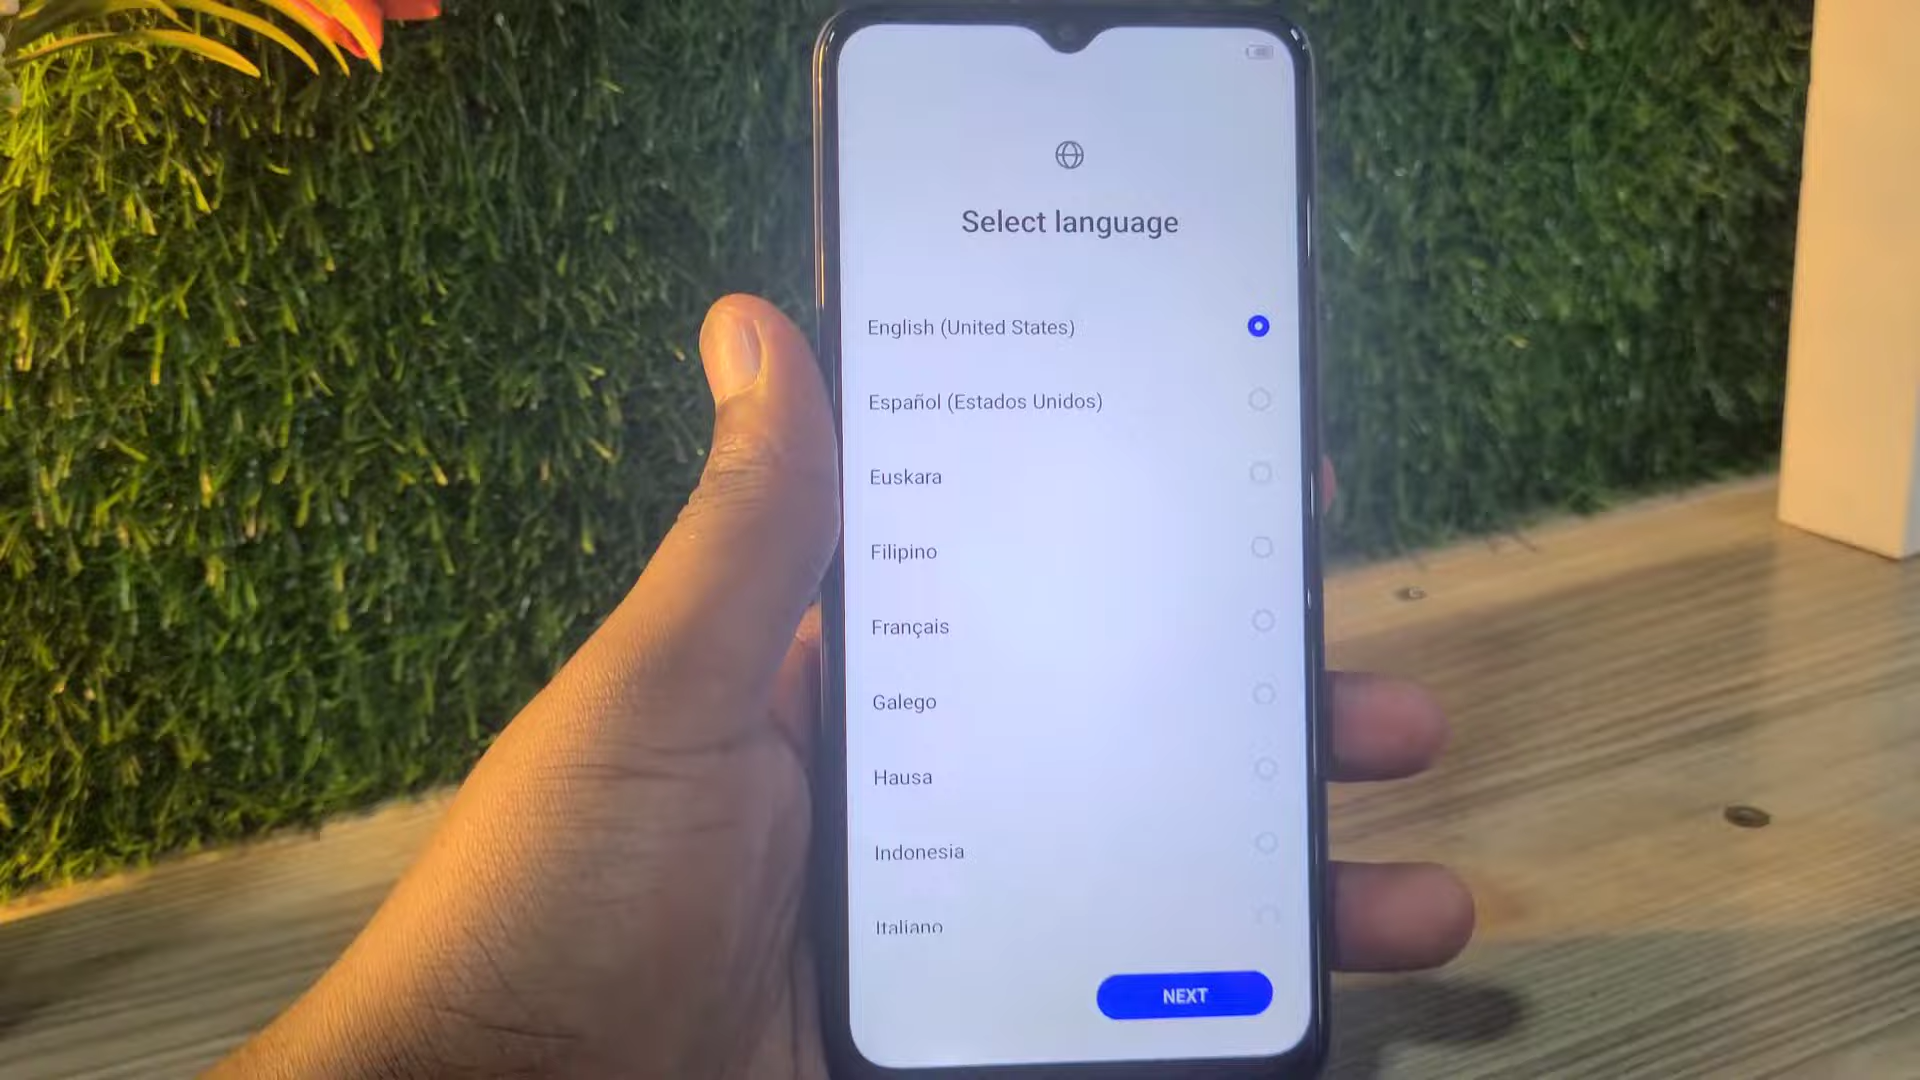 Select language
English (United States)
Español (Estados Unidos)
Euskara
Filipino
Français
Galego
Hausa
Indonesia
Italiano
NEXT